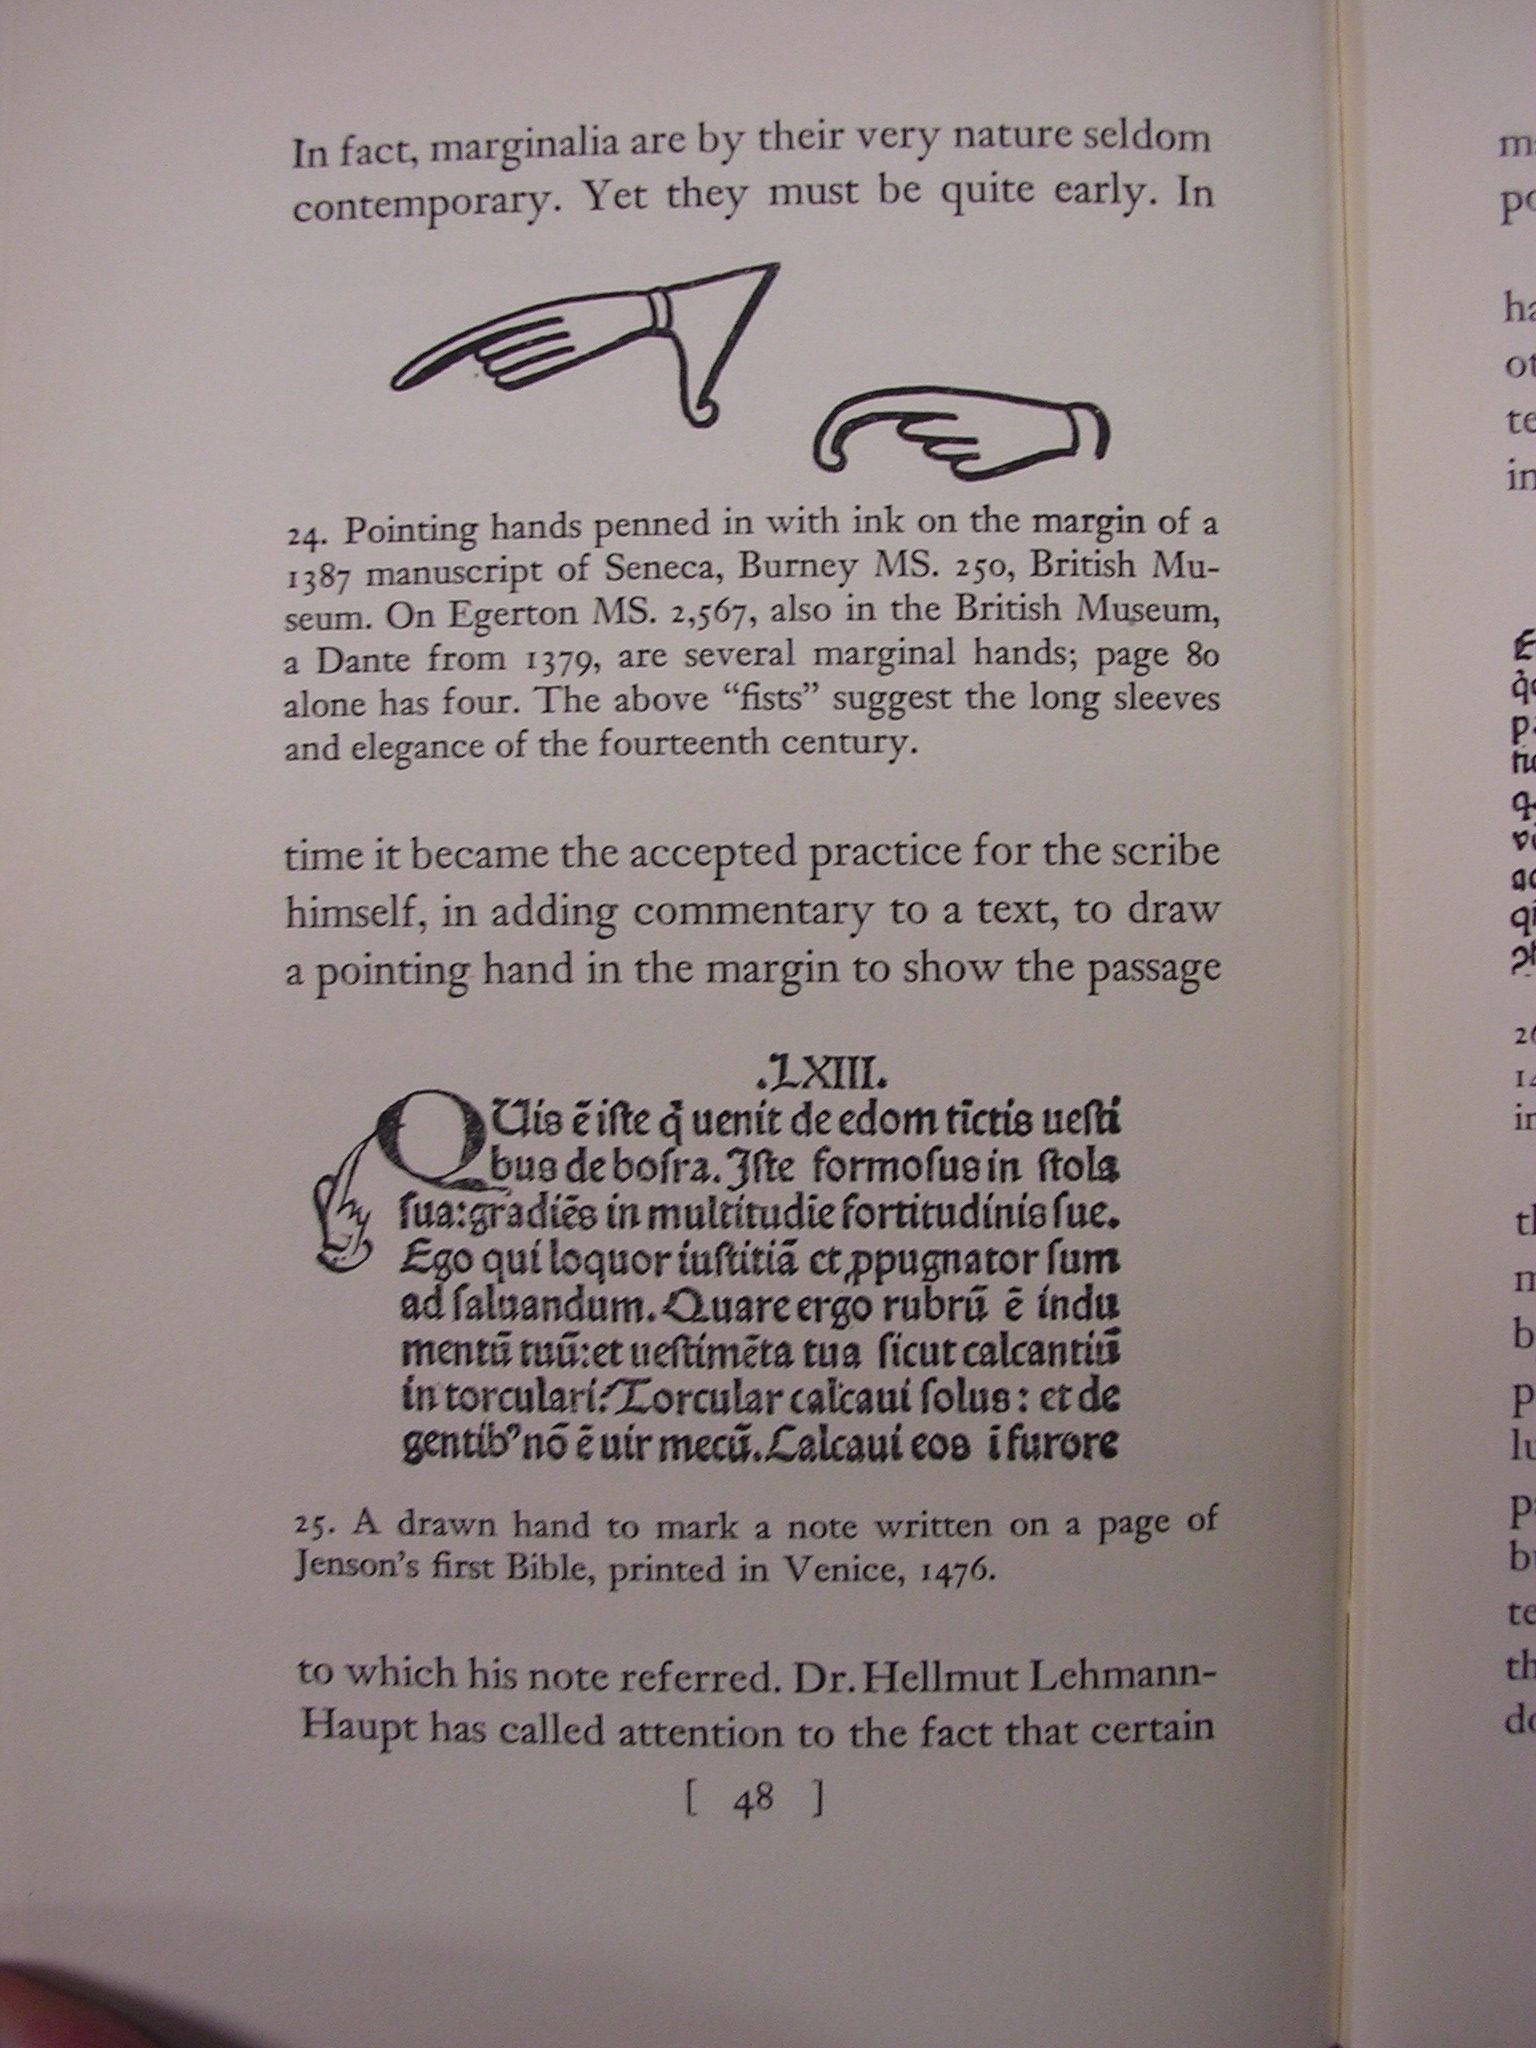 In fact, marginalia are by their very nature seldom
contemporary. Yet they must be quite early. In
24. Pointing hands penned in with ink on the margin of a
1387 manuscript of Seneca, Burney MS. 250, British Mu-
seum. On Egerton MS. 2,567, also in the British Museum,
a Dante from 1379, are several marginal hands; page 80
alone has four. The above “fists” suggest the long sleeves
and elegance of the fourteenth century.
time it became the accepted practice for the scribe
himself, in adding commentary to a text, to draw
a pointing hand in the margin to show the passage
.LXIII.
QUis ē iſte q̄ uenit de edom tīctis ueſti
bus de boſra. Iſte formoſus in ſtola
ſua: gradiēs in multitudīe fortitudinis ſue.
Ego qui loquor iuſtitiā et ꝓpugnator ſum
ad ſaluandum. Quare ergo rubrū ē indu
mentū tuū: et ueſtimēta tua ſicut calcantiū
in torculari? Torcular calcaui ſolus: et de
gentibꝰ nō ē uir mecū. Calcaui eos ī furore
25. A drawn hand to mark a note written on a page of
Jenson’s first Bible, printed in Venice, 1476.
to which his note referred. Dr. Hellmut Lehmann-
Haupt has called attention to the fact that certain
[ 48 ]